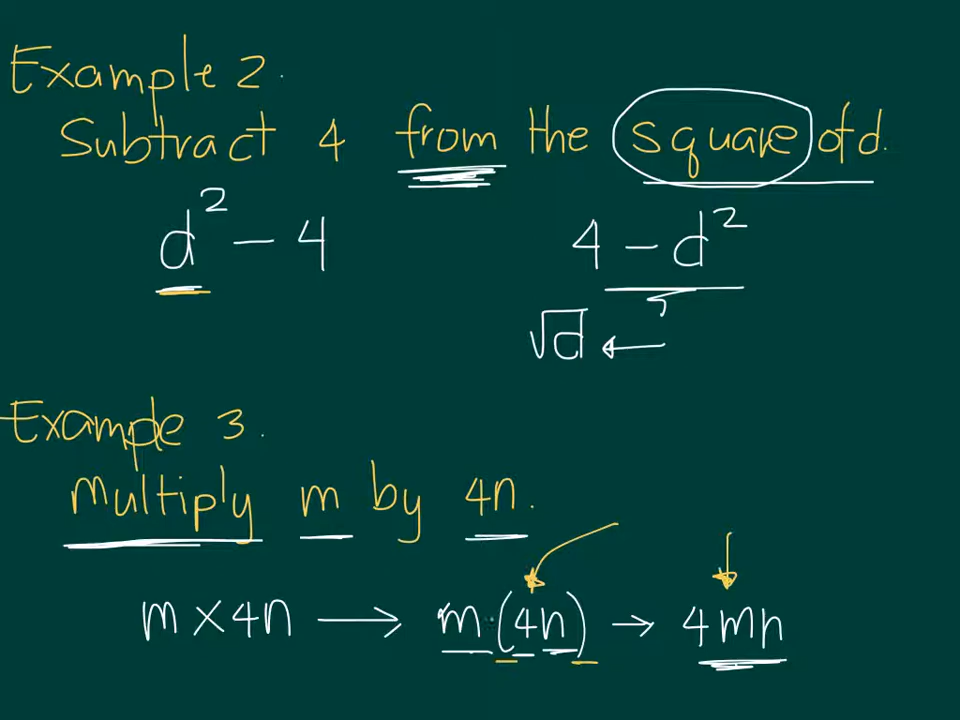 Example 2.
Subtract 4 from the square of d.
d² - 4
4 - d²
√d ← ?
Example 3.
Multiply m by 4n.
m × 4n → m·(4n) → 4mn